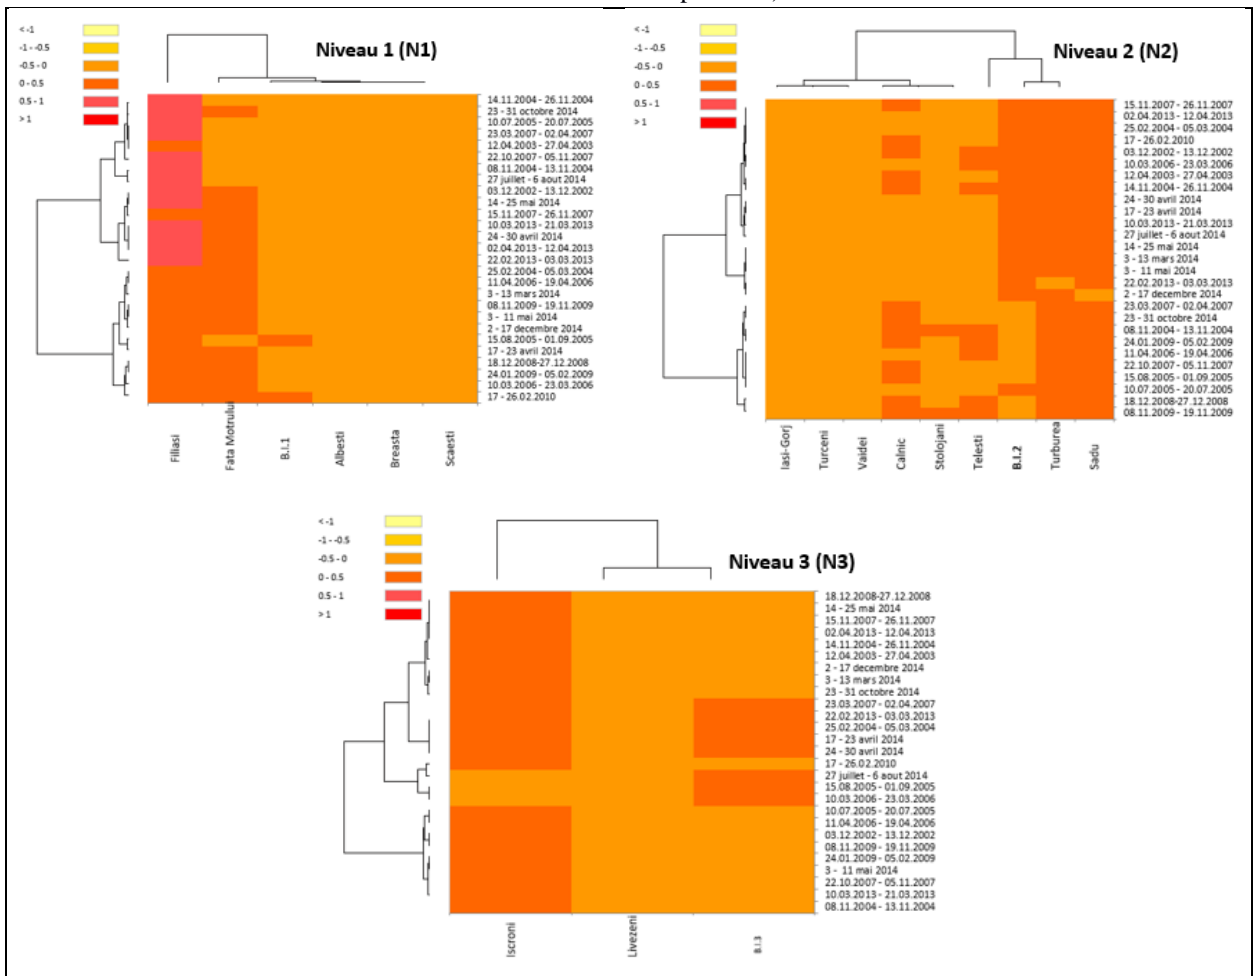 < -1
-1 - -0.5
-0.5 - 0
0 - 0.5
0.5 - 1
> 1
Niveau 1 (N1)
14.11.2004 - 26.11.2004
23 - 31 octobre 2014
10.07.2005 - 20.07.2005
23.03.2007 - 02.04.2007
12.04.2003 - 27.04.2003
22.10.2007 - 05.11.2007
08.11.2004 - 13.11.2004
27 juillet - 6 aout 2014
03.12.2002 - 13.12.2002
14 - 25 mai 2014
15.11.2007 - 26.11.2007
10.03.2013 - 21.03.2013
24 - 30 avril 2014
02.04.2013 - 12.04.2013
22.02.2013 - 03.03.2013
25.02.2004 - 05.03.2004
11.04.2006 - 19.04.2006
3 - 13 mars 2014
08.11.2009 - 19.11.2009
3 - 11 mai 2014
2 - 17 decembre 2014
15.08.2005 - 01.09.2005
17 - 23 avril 2014
18.12.2008-27.12.2008
24.01.2009 - 05.02.2009
10.03.2006 - 23.03.2006
17 - 26.02.2010
Filiasi
Fata Motrului
B.I.1
Albesti
Breasta
Scaesti
< -1
-1 - -0.5
-0.5 - 0
0 - 0.5
0.5 - 1
> 1
Niveau 2 (N2)
15.11.2007 - 26.11.2007
02.04.2013 - 12.04.2013
25.02.2004 - 05.03.2004
17 - 26.02.2010
03.12.2002 - 13.12.2002
10.03.2006 - 23.03.2006
12.04.2003 - 27.04.2003
14.11.2004 - 26.11.2004
24 - 30 avril 2014
17 - 23 avril 2014
10.03.2013 - 21.03.2013
27 juillet - 6 aout 2014
14 - 25 mai 2014
3 - 13 mars 2014
3 - 11 mai 2014
22.02.2013 - 03.03.2013
2 - 17 decembre 2014
23.03.2007 - 02.04.2007
23 - 31 octobre 2014
08.11.2004 - 13.11.2004
24.01.2009 - 05.02.2009
11.04.2006 - 19.04.2006
22.10.2007 - 05.11.2007
15.08.2005 - 01.09.2005
10.07.2005 - 20.07.2005
18.12.2008-27.12.2008
08.11.2009 - 19.11.2009
Iasi-Gorj
Turceni
Vaidei
Calnic
Stolojani
Telesti
B.I.2
Turburea
Sadu
< -1
-1 - -0.5
-0.5 - 0
0 - 0.5
0.5 - 1
> 1
Niveau 3 (N3)
18.12.2008-27.12.2008
14 - 25 mai 2014
15.11.2007 - 26.11.2007
02.04.2013 - 12.04.2013
14.11.2004 - 26.11.2004
12.04.2003 - 27.04.2003
2 - 17 decembre 2014
3 - 13 mars 2014
23 - 31 octobre 2014
23.03.2007 - 02.04.2007
22.02.2013 - 03.03.2013
25.02.2004 - 05.03.2004
17 - 23 avril 2014
24 - 30 avril 2014
17 - 26.02.2010
27 juillet - 6 aout 2014
15.08.2005 - 01.09.2005
10.03.2006 - 23.03.2006
10.07.2005 - 20.07.2005
11.04.2006 - 19.04.2006
03.12.2002 - 13.12.2002
08.11.2009 - 19.11.2009
24.01.2009 - 05.02.2009
3 - 11 mai 2014
22.10.2007 - 05.11.2007
10.03.2013 - 21.03.2013
08.11.2004 - 13.11.2004
Iscroni
Livezeni
B.I.3